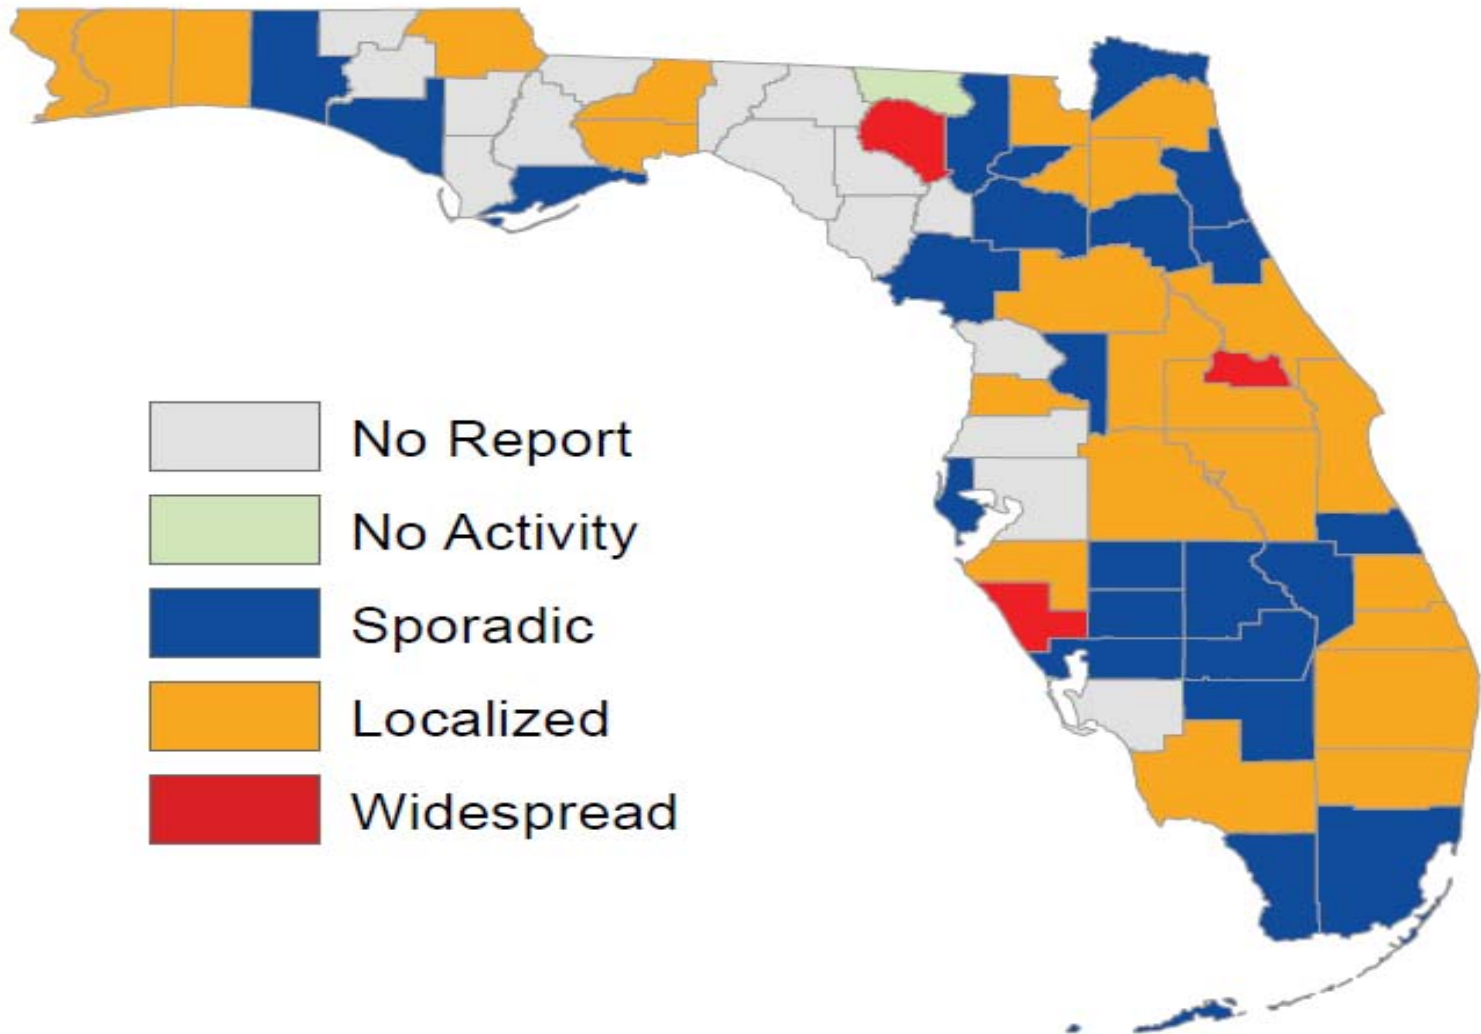 No Report
No Activity
Sporadic
Localized
Widespread